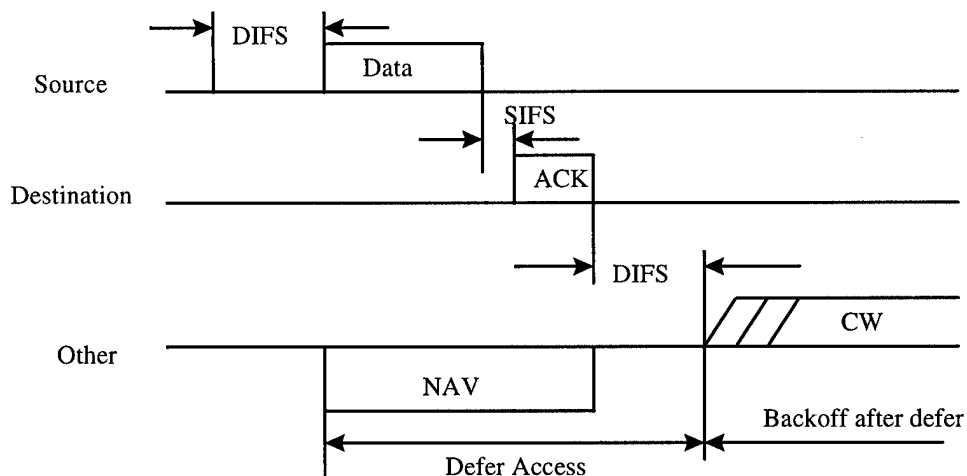 DIFS
Data
Source
SIFS
ACK
Destination
DIFS
CW
Other
NAV
Backoff after defer
Defer Access